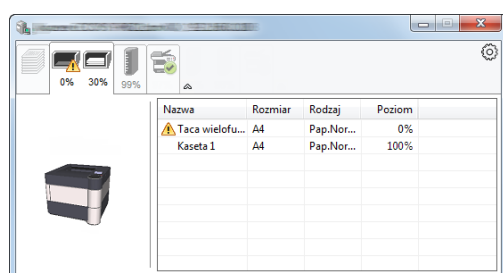 0% 30% 99%
Nazwa Rozmiar Rodzaj Poziom
Taca wielofu... A4 Pap.Nor... 0%
Kaseta 1 A4 Pap.Nor... 100%